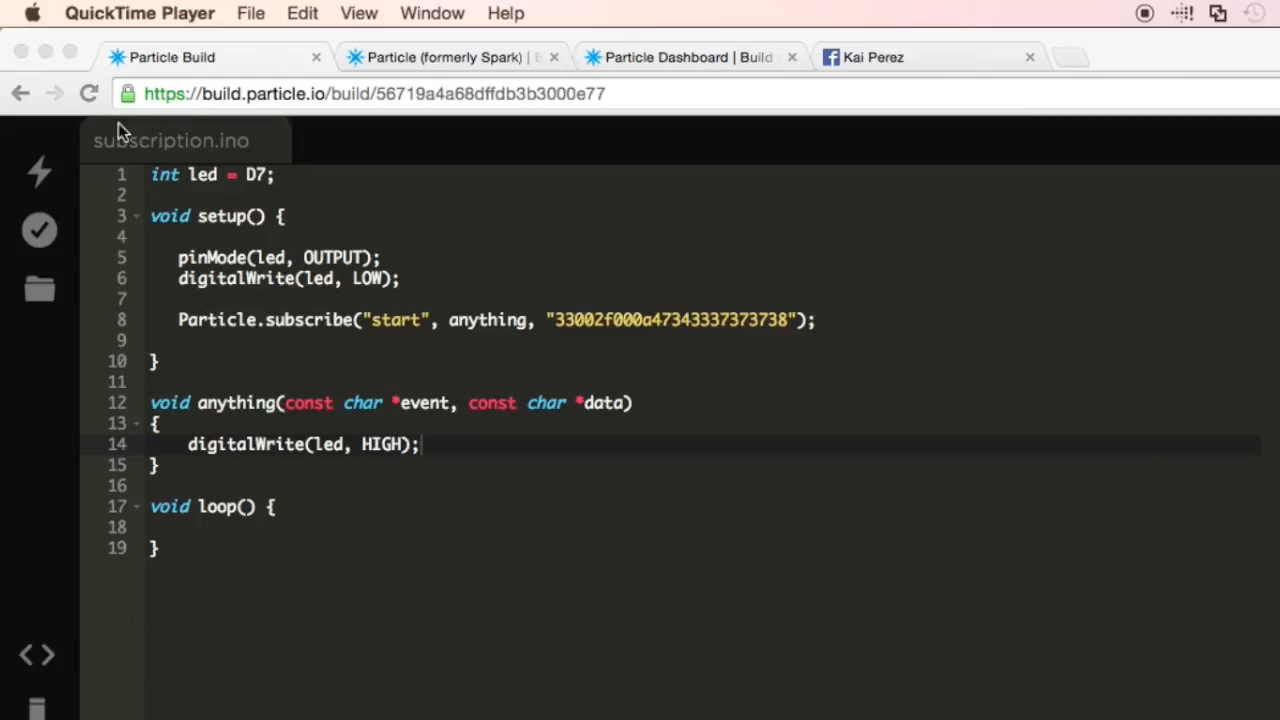 QuickTime Player File Edit View Window Help
Particle Build Particle (formerly Spark) | Particle Dashboard | Build Kai Perez
https://build.particle.io/build/56719a4a68dffdb3b3000e77
subscription.ino
1 int led = D7;
2
3 void setup() {
4
5 pinMode(led, OUTPUT);
6 digitalWrite(led, LOW);
7
8 Particle.subscribe("start", anything, "33002f000a47343337373738");
9
10 }
11
12 void anything(const char *event, const char *data)
13 {
14 digitalWrite(led, HIGH);
15 }
16
17 void loop() {
18
19 }